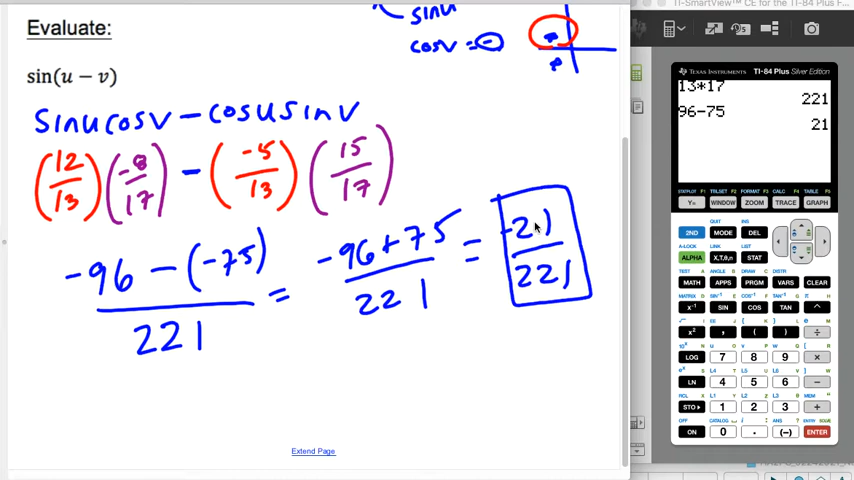 TI-SmartView CE for the TI-84 Plus F...
sinu
cosv = -
Evaluate:
sin(u − v)
sinu cosv - cosu sinv
(12/13)(-8/17) - (-5/13)(15/17)
-96 - (-75) / 221 = -96 + 75 / 221 = -21 / 221
Extend Page
TEXAS INSTRUMENTS TI-84 Plus Silver Edition
13*17
221
96-75
21
STATPLOT F1 TBLSET F2 FORMAT F3 CALC F4 TABLE F5
Y= WINDOW ZOOM TRACE GRAPH
QUIT INS
2ND MODE DEL
A-LOCK LINK LIST
ALPHA X,T,θ,n STAT
TEST A ANGLE B DRAW C DISTR
MATH APPS PRGM VARS CLEAR
MATRIX D SIN⁻¹ E COS⁻¹ F TAN⁻¹ G π H
x⁻¹ SIN COS TAN ^
√ I EE J { K } L e M
x² , ( ) ÷
10ˣ N u O v P w Q [ R
LOG 7 8 9 ×
eˣ S L4 T L5 U L6 V ] W
LN 4 5 6 −
RCL X L1 Y L2 Z L3 θ MEM "
STO▸ 1 2 3 +
OFF CATALOG i ANS ? ENTRY SOLVE
ON 0 . (−) ENTER